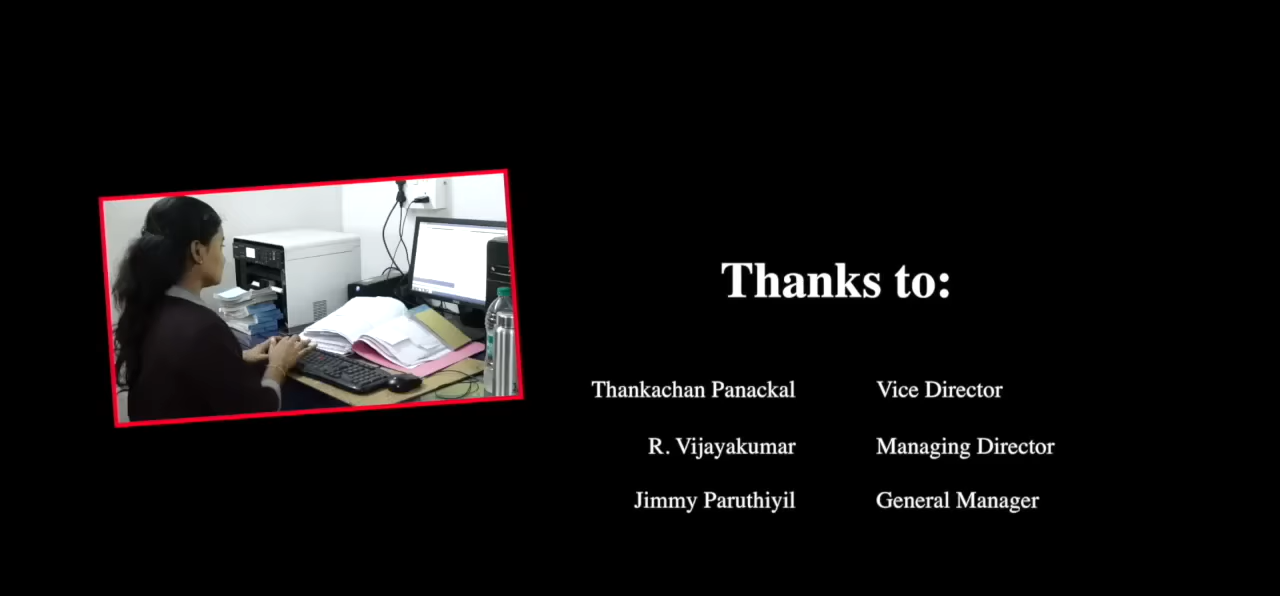 Thanks to:
Thankachan Panackal Vice Director
R. Vijayakumar Managing Director
Jimmy Paruthiyil General Manager